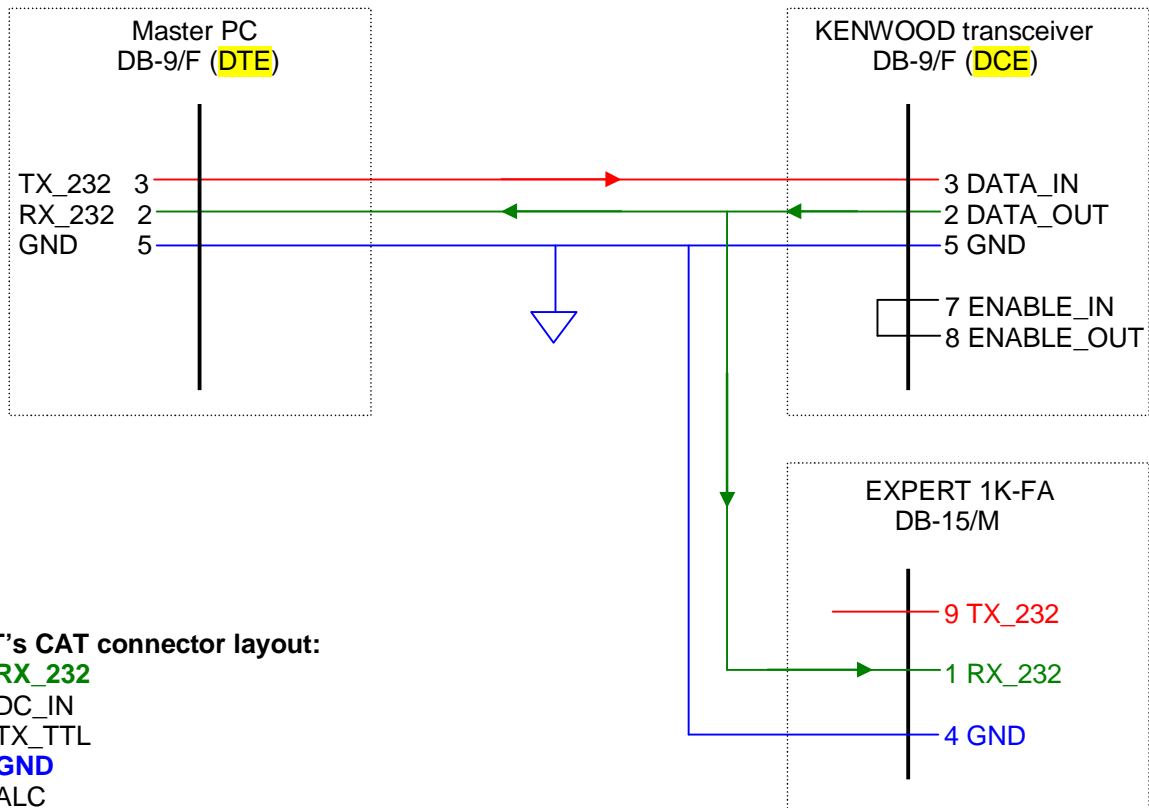 Master PC
DB-9/F (DTE)
KENWOOD transceiver
DB-9/F (DCE)
TX_232 3
RX_232 2
GND 5
3 DATA_IN
2 DATA_OUT
5 GND
7 ENABLE_IN
8 ENABLE_OUT
EXPERT 1K-FA
DB-15/M
9 TX_232
1 RX_232
4 GND
T's CAT connector layout:
RX_232
DC_IN
TX_TTL
GND
ALC